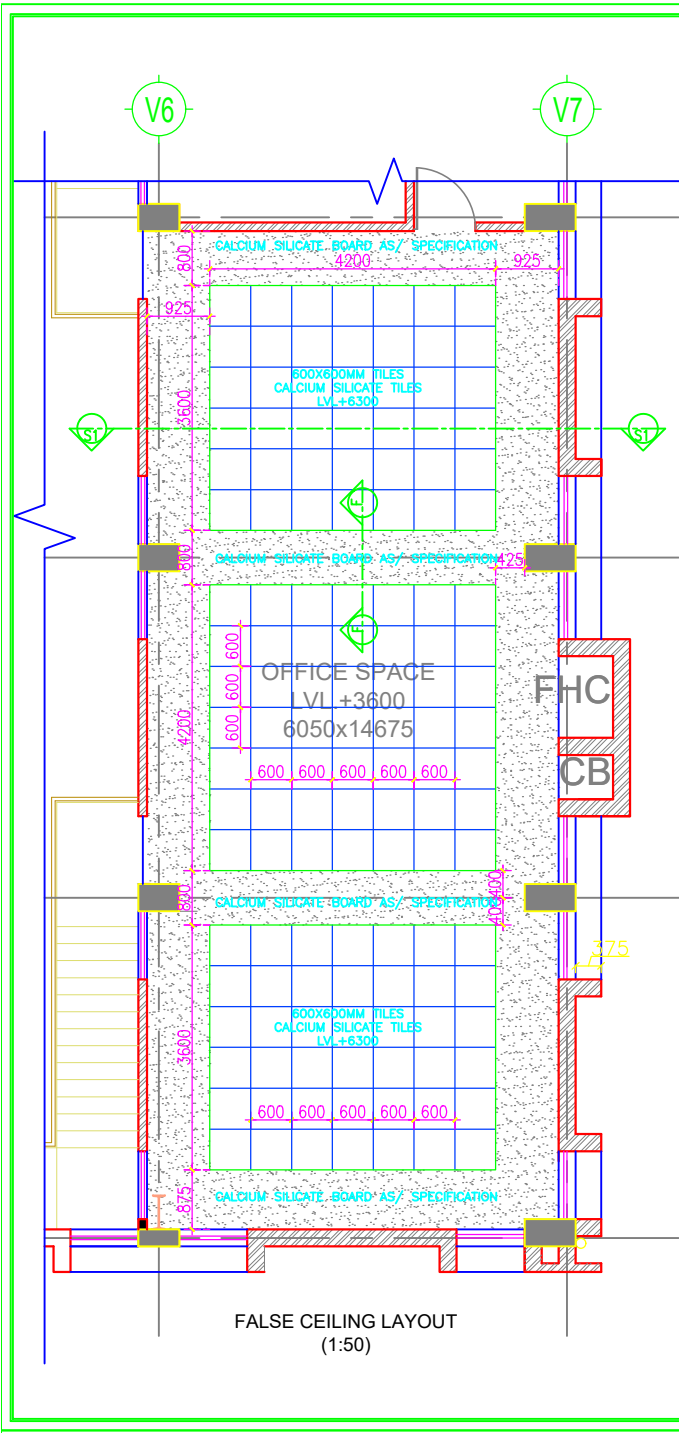 V6
V7
CALCIUM SILICATE BOARD AS/ SPECIFICATION
800
4200
925
925
600X600MM TILES
CALCIUM SILICATE TILES
LVL+6300
3600
S1
S1
F
800
CALCIUM SILICATE BOARD AS/ SPECIFICATION
425
F
600
600
600
OFFICE SPACE
LVL.+3600
6050x14675
FHC
4200
600 600 600 600 600
CB
800
CALCIUM SILICATE BOARD AS/ SPECIFICATION
400
400
375
600X600MM TILES
CALCIUM SILICATE TILES
LVL+6300
3600
600 600 600 600 600
875
CALCIUM SILICATE BOARD AS/ SPECIFICATION
FALSE CEILING LAYOUT
(1:50)